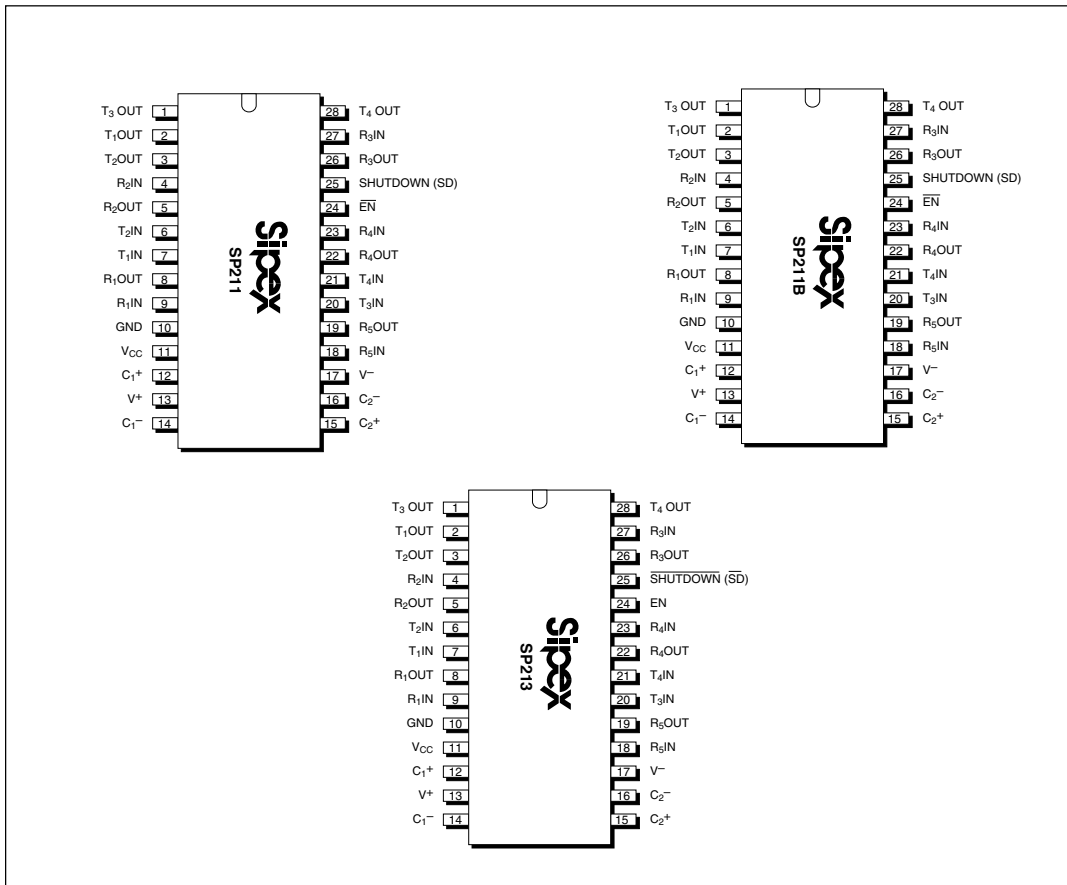 T3 OUT 1 28 T4 OUT
T1OUT 2 27 R3IN
T2OUT 3 26 R3OUT
R2IN 4 25 SHUTDOWN (SD)
R2OUT 5 24 EN
T2IN 6 23 R4IN
T1IN 7 22 R4OUT
R1OUT 8 21 T4IN
R1IN 9 20 T3IN
GND 10 19 R5OUT
VCC 11 18 R5IN
C1+ 12 17 V–
V+ 13 16 C2–
C1– 14 15 C2+
Sipex
SP211
T3 OUT 1 28 T4 OUT
T1OUT 2 27 R3IN
T2OUT 3 26 R3OUT
R2IN 4 25 SHUTDOWN (SD)
R2OUT 5 24 EN
T2IN 6 23 R4IN
T1IN 7 22 R4OUT
R1OUT 8 21 T4IN
R1IN 9 20 T3IN
GND 10 19 R5OUT
VCC 11 18 R5IN
C1+ 12 17 V–
V+ 13 16 C2–
C1– 14 15 C2+
Sipex
SP211B
T3 OUT 1 28 T4 OUT
T1OUT 2 27 R3IN
T2OUT 3 26 R3OUT
R2IN 4 25 SHUTDOWN (SD)
R2OUT 5 24 EN
T2IN 6 23 R4IN
T1IN 7 22 R4OUT
R1OUT 8 21 T4IN
R1IN 9 20 T3IN
GND 10 19 R5OUT
VCC 11 18 R5IN
C1+ 12 17 V–
V+ 13 16 C2–
C1– 14 15 C2+
Sipex
SP213